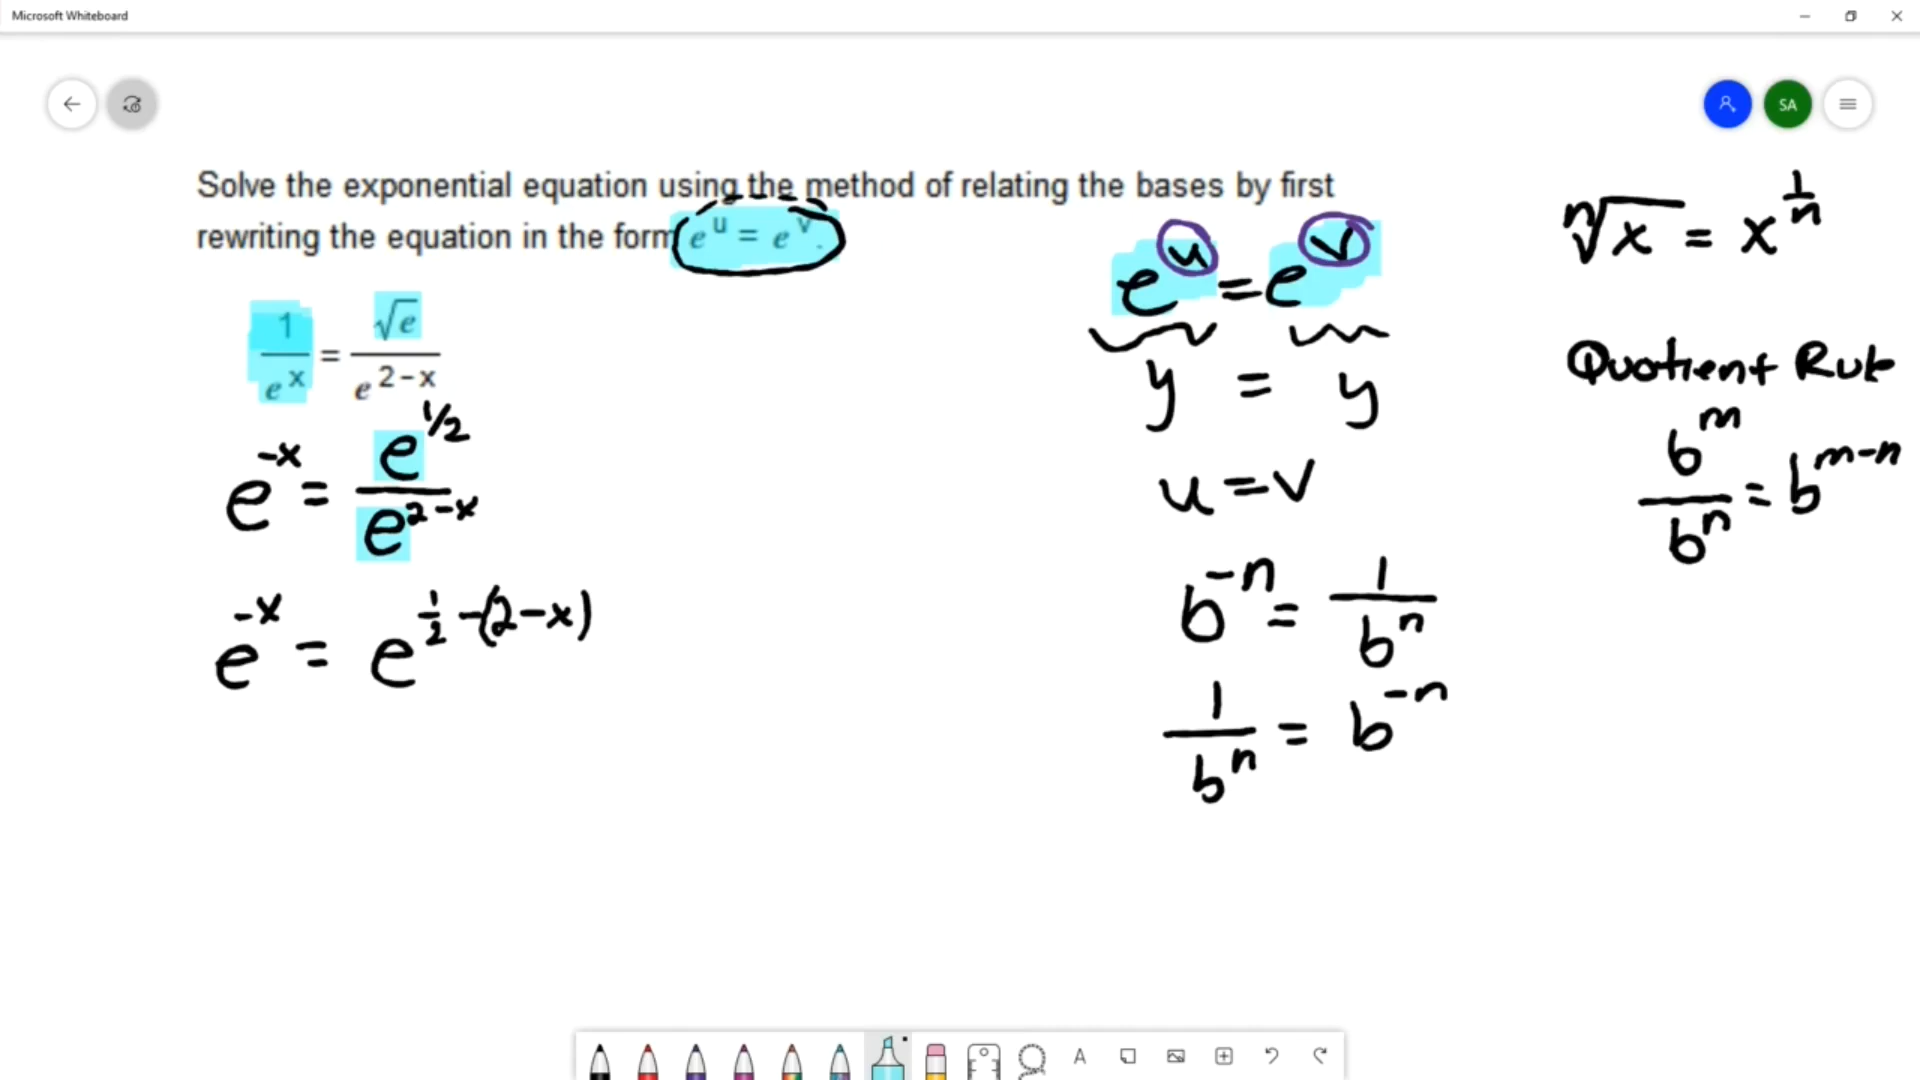 Microsoft Whiteboard
SA
Solve the exponential equation using the method of relating the bases by first
rewriting the equation in the form e^u = e^v.
1/e^x = √e/e^(2-x)
e^(-x) = e^(1/2)/e^(2-x)
e^(-x) = e^(1/2-(2-x))
e^u = e^v
y = y
u = v
b^(-n) = 1/b^n
1/b^n = b^(-n)
ⁿ√x = x^(1/n)
Quotient Rule
b^m/b^n = b^(m-n)
A